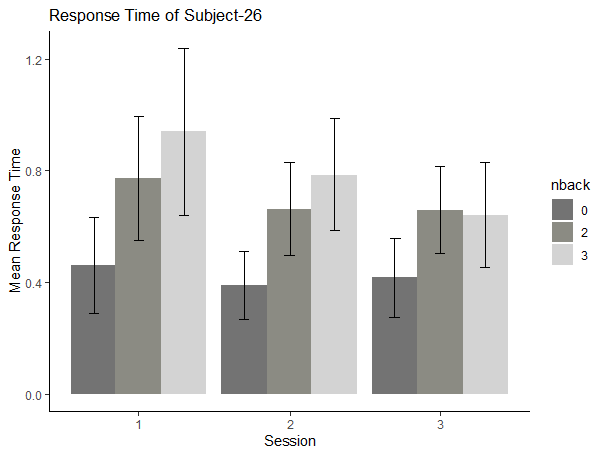 Response Time of Subject-26
1.2
0.8
0.4
0.0
Mean Response Time
1
2
3
Session
nback
0
2
3